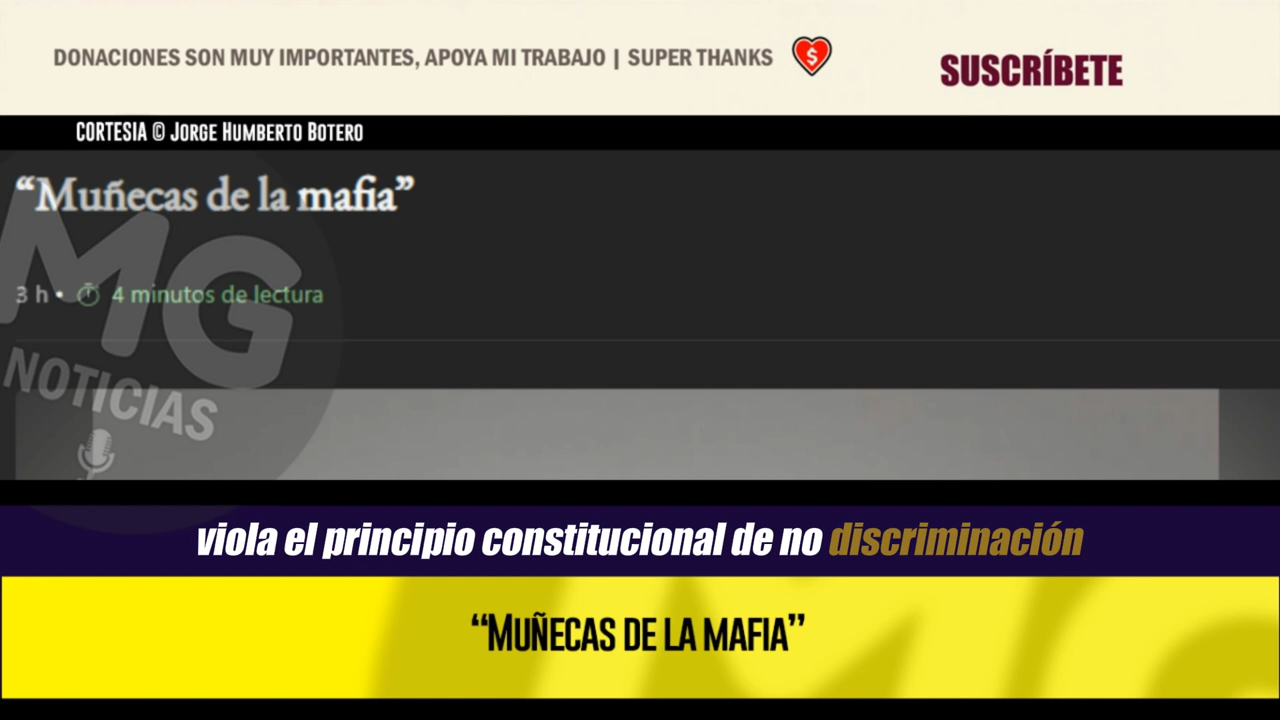 DONACIONES SON MUY IMPORTANTES, APOYA MI TRABAJO | SUPER THANKS $
SUSCRÍBETE
CORTESIA © JORGE HUMBERTO BOTERO
“Muñecas de la mafia”
3 h • 4 minutos de lectura
MG
NOTICIAS
viola el principio constitucional de no discriminación
“MUÑECAS DE LA MAFIA”